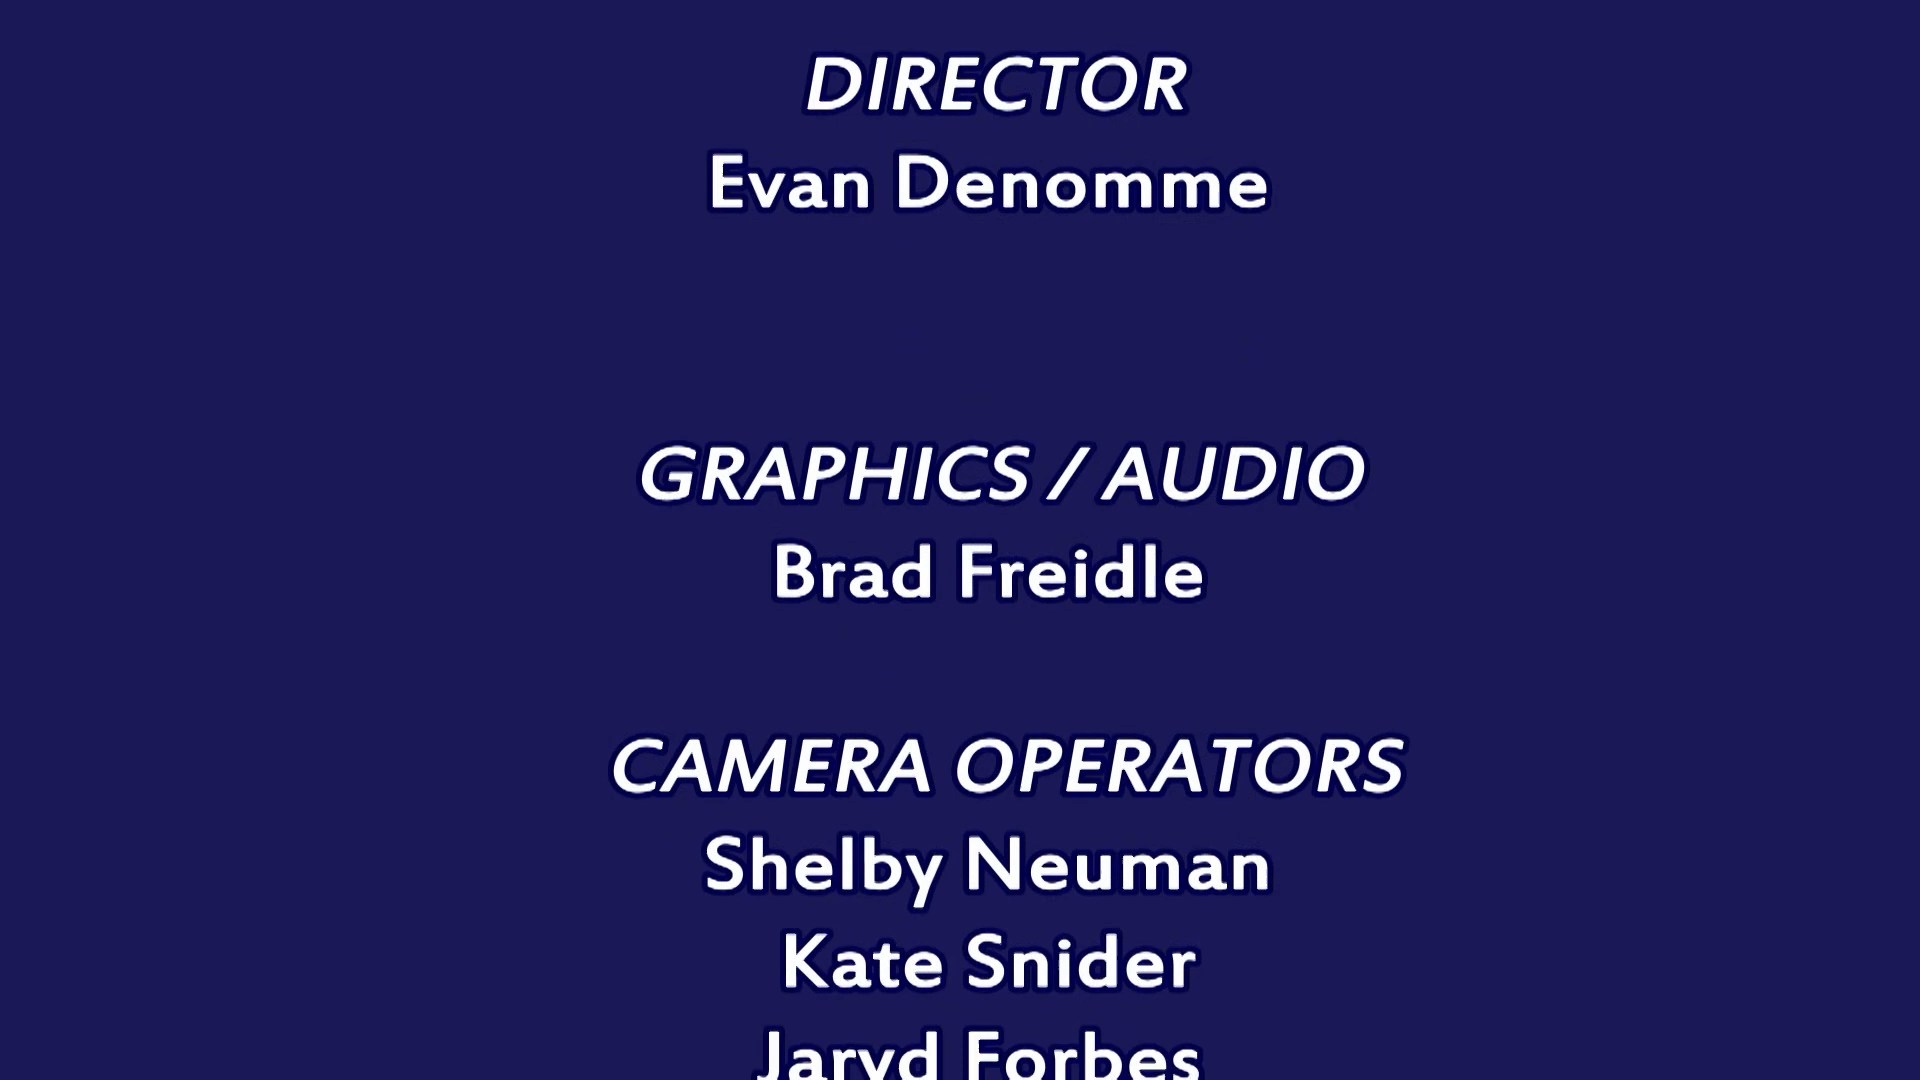 DIRECTOR
Evan Denomme
GRAPHICS / AUDIO
Brad Freidle
CAMERA OPERATORS
Shelby Neuman
Kate Snider
Jaryd Forbes